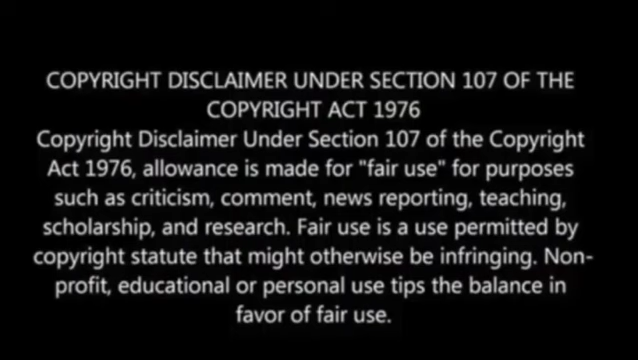 COPYRIGHT DISCLAIMER UNDER SECTION 107 OF THE
COPYRIGHT ACT 1976
Copyright Disclaimer Under Section 107 of the Copyright
Act 1976, allowance is made for "fair use" for purposes
such as criticism, comment, news reporting, teaching,
scholarship, and research. Fair use is a use permitted by
copyright statute that might otherwise be infringing. Non-
profit, educational or personal use tips the balance in
favor of fair use.